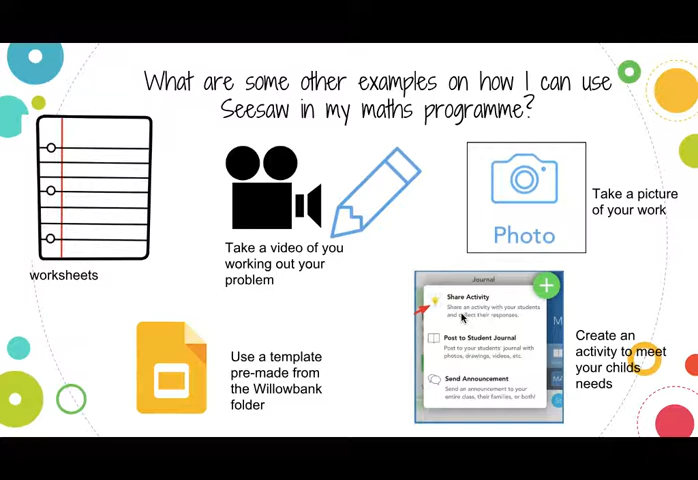 What are some other examples on how I can use
Seesaw in my maths programme?
worksheets
Take a video of you
working out your
problem
Photo
Take a picture
of your work
Use a template
pre-made from
the Willowbank
folder
Journal
Share Activity
Share an activity with your students
and collect their responses.
Post to Student Journal
Post to your students' journal with
photos, drawings, videos, etc.
Send Announcement
Send an announcement to your
entire class, their families, or both!
Create an
activity to meet
your childs
needs